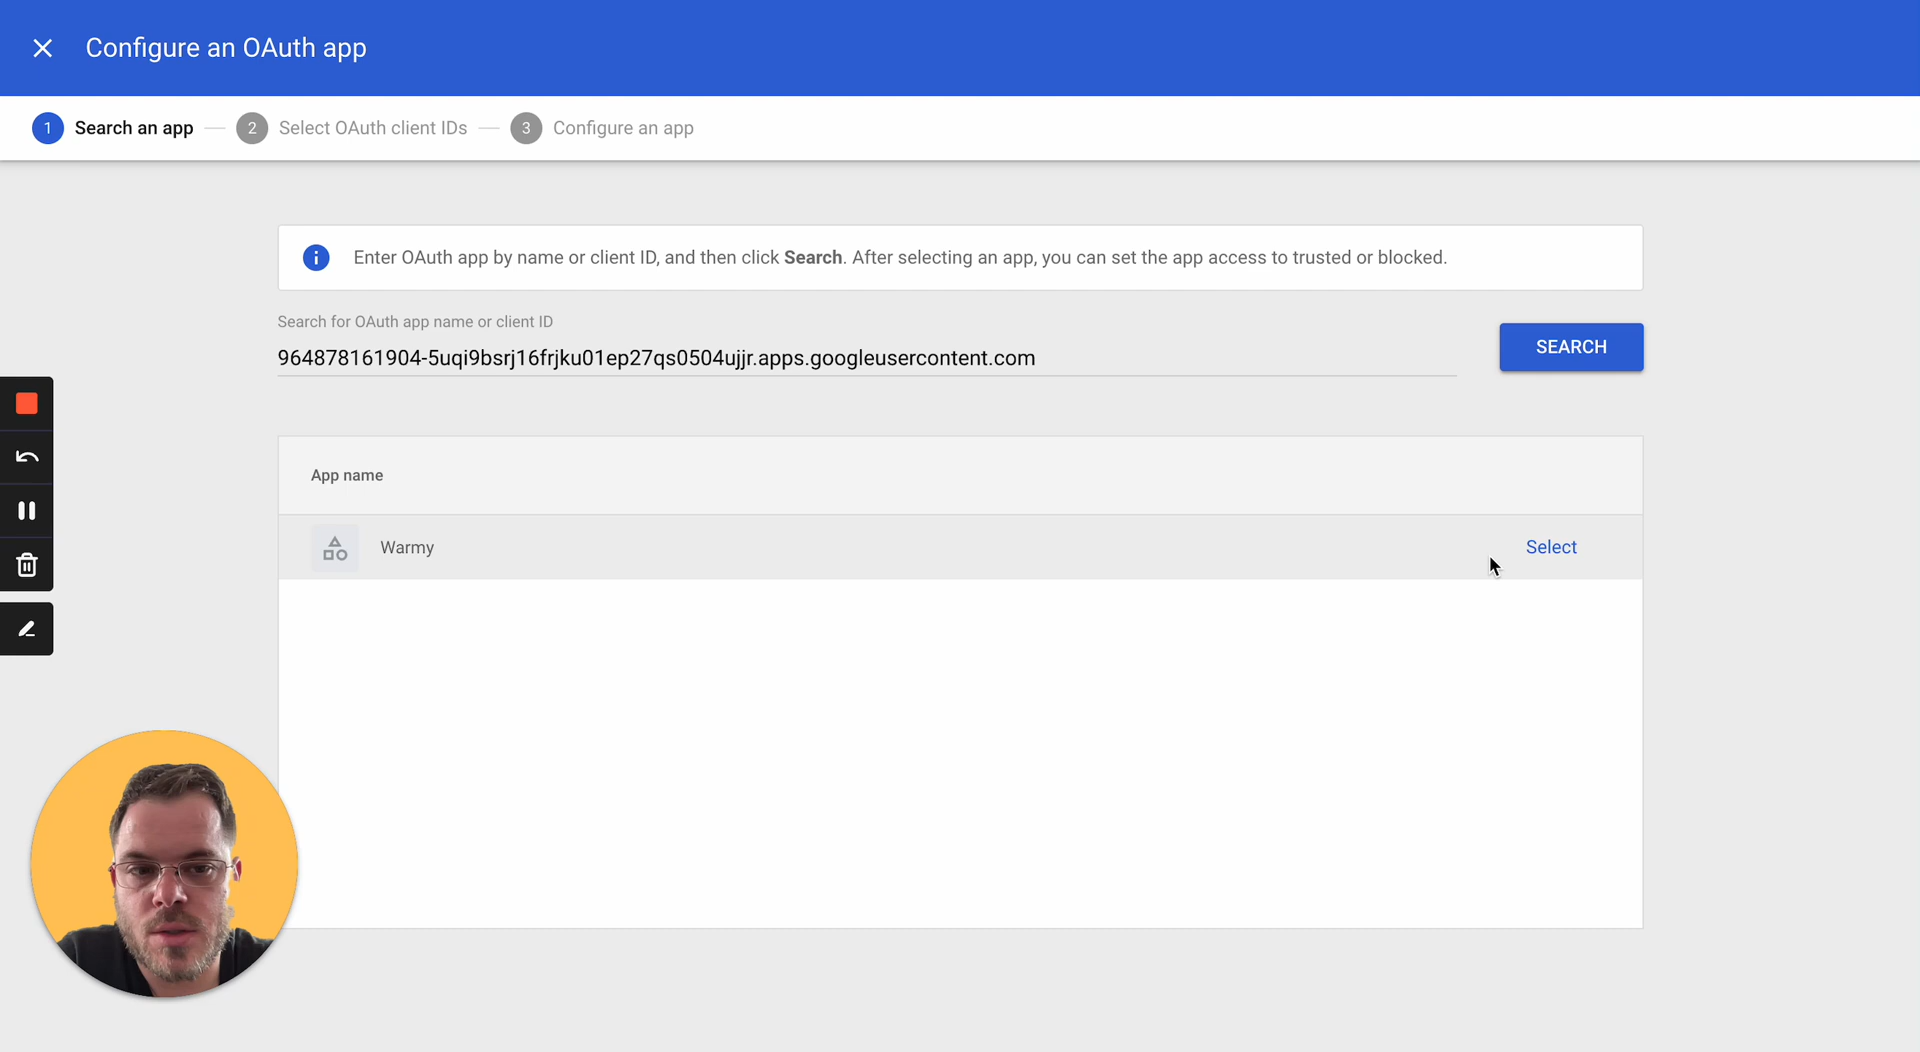 Configure an OAuth app
1 Search an app 2 Select OAuth client IDs 3 Configure an app
Enter OAuth app by name or client ID, and then click Search. After selecting an app, you can set the app access to trusted or blocked.
Search for OAuth app name or client ID
964878161904-5uqi9bsrj16frjku01ep27qs0504ujjr.apps.googleusercontent.com
SEARCH
App name
Warmy Select